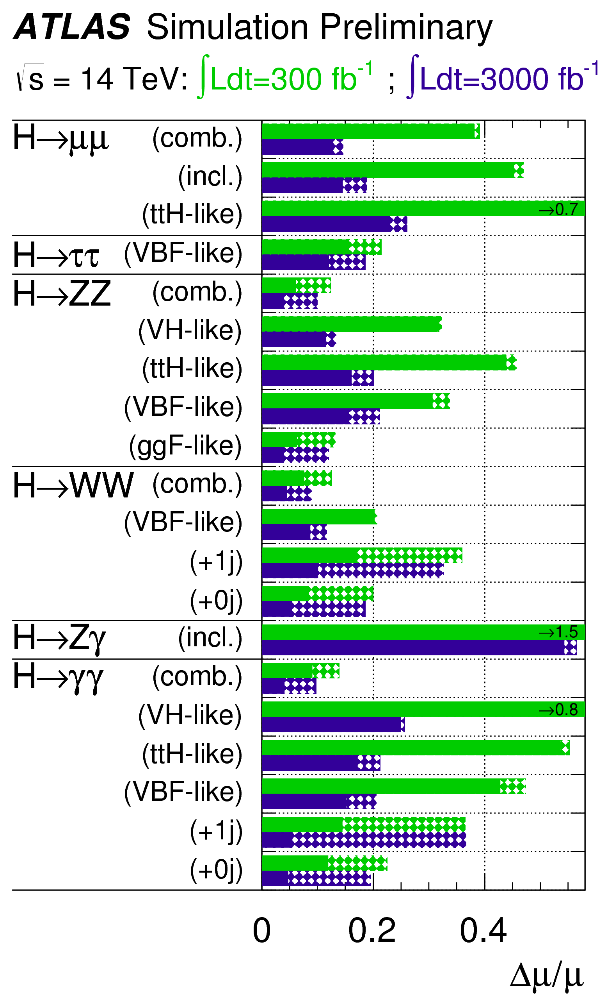 ATLAS Simulation Preliminary
√s = 14 TeV: ∫Ldt=300 fb⁻¹ ; ∫Ldt=3000 fb⁻¹
H→μμ (comb.)
(incl.)
(ttH-like) →0.7
H→ττ (VBF-like)
H→ZZ (comb.)
(VH-like)
(ttH-like)
(VBF-like)
(ggF-like)
H→WW (comb.)
(VBF-like)
(+1j)
(+0j)
H→Zγ (incl.) →1.5
H→γγ (comb.)
(VH-like) →0.8
(ttH-like)
(VBF-like)
(+1j)
(+0j)
0 0.2 0.4
Δμ/μ